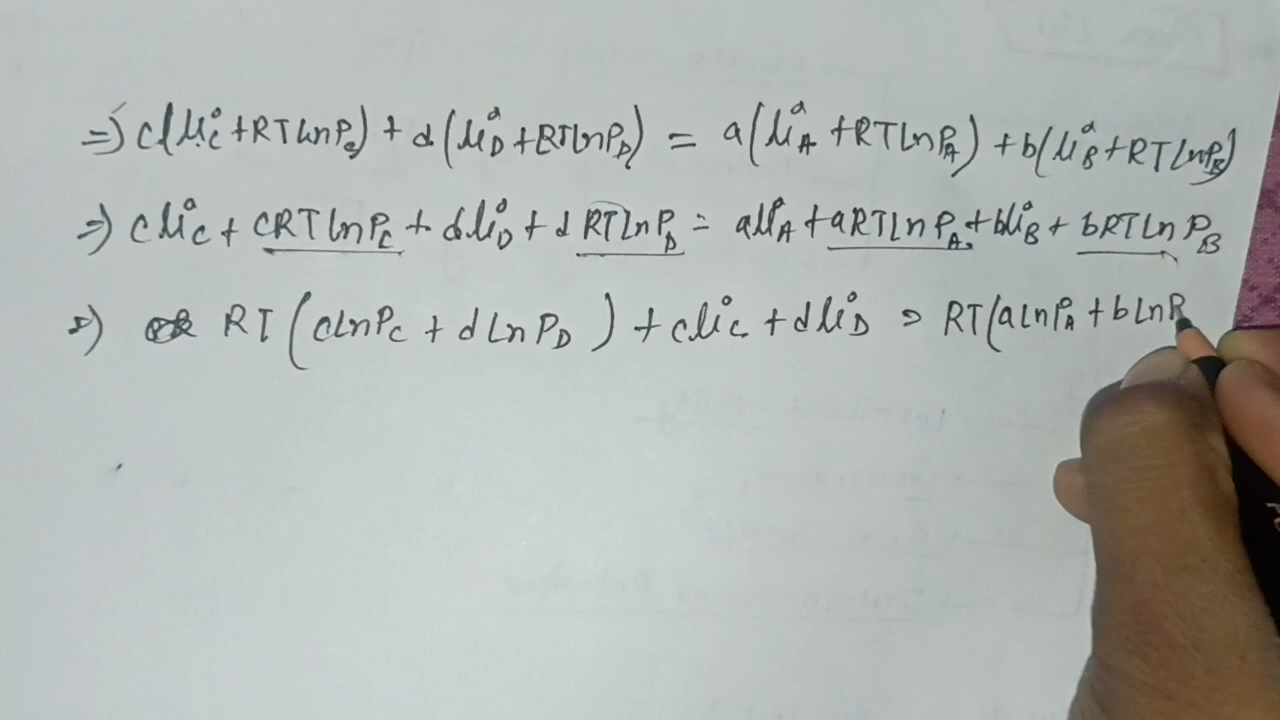 ⇒ c(μ°C + RT ln PC) + d(μ°D + RT ln PD) = a(μ°A + RT ln PA) + b(μ°B + RT ln PB)
⇒ cμ°C + cRT ln PC + dμ°D + d RT ln PD = aμ°A + aRT ln PA + bμ°B + bRT ln PB
⇒ RT (c ln PC + d ln PD) + cμ°C + dμ°D = RT(a ln PA + b ln P